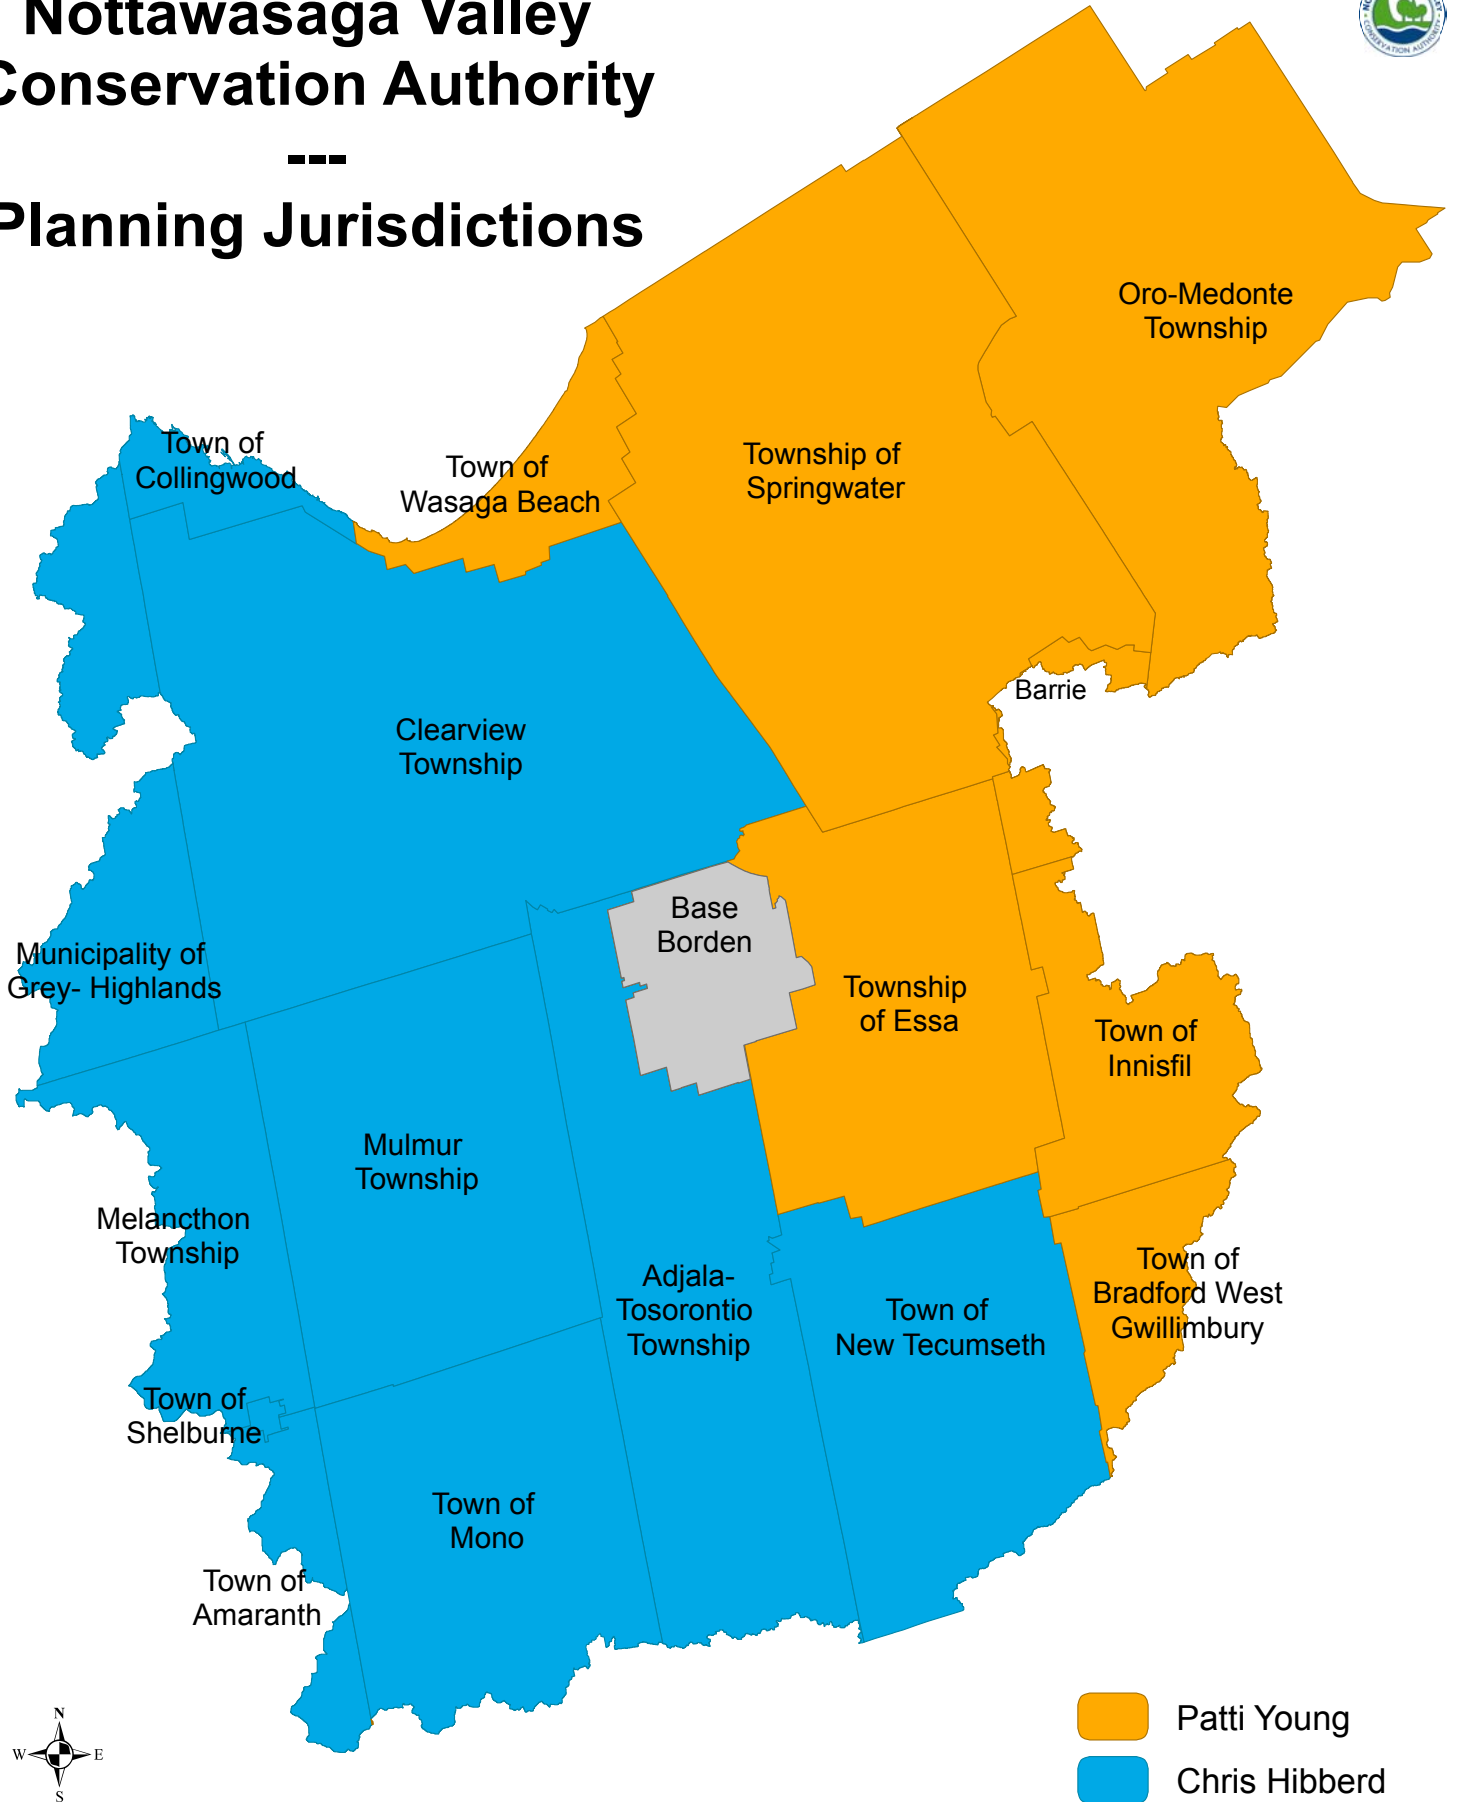 Nottawasaga Valley
Conservation Authority
---
Planning Jurisdictions
CONSERVATION AUTHORITY
Oro-Medonte
Township
Town of
Collingwood
Town of
Wasaga Beach
Township of
Springwater
Barrie
Clearview
Township
Base
Borden
Municipality of
Grey- Highlands
Township
of Essa
Town of
Innisfil
Mulmur
Township
Melancthon
Township
Adjala-
Tosorontio
Township
Town of
New Tecumseth
Town of
Bradford West
Gwillimbury
Town of
Shelburne
Town of
Mono
Town of
Amaranth
N
W
E
S
Patti Young
Chris Hibberd